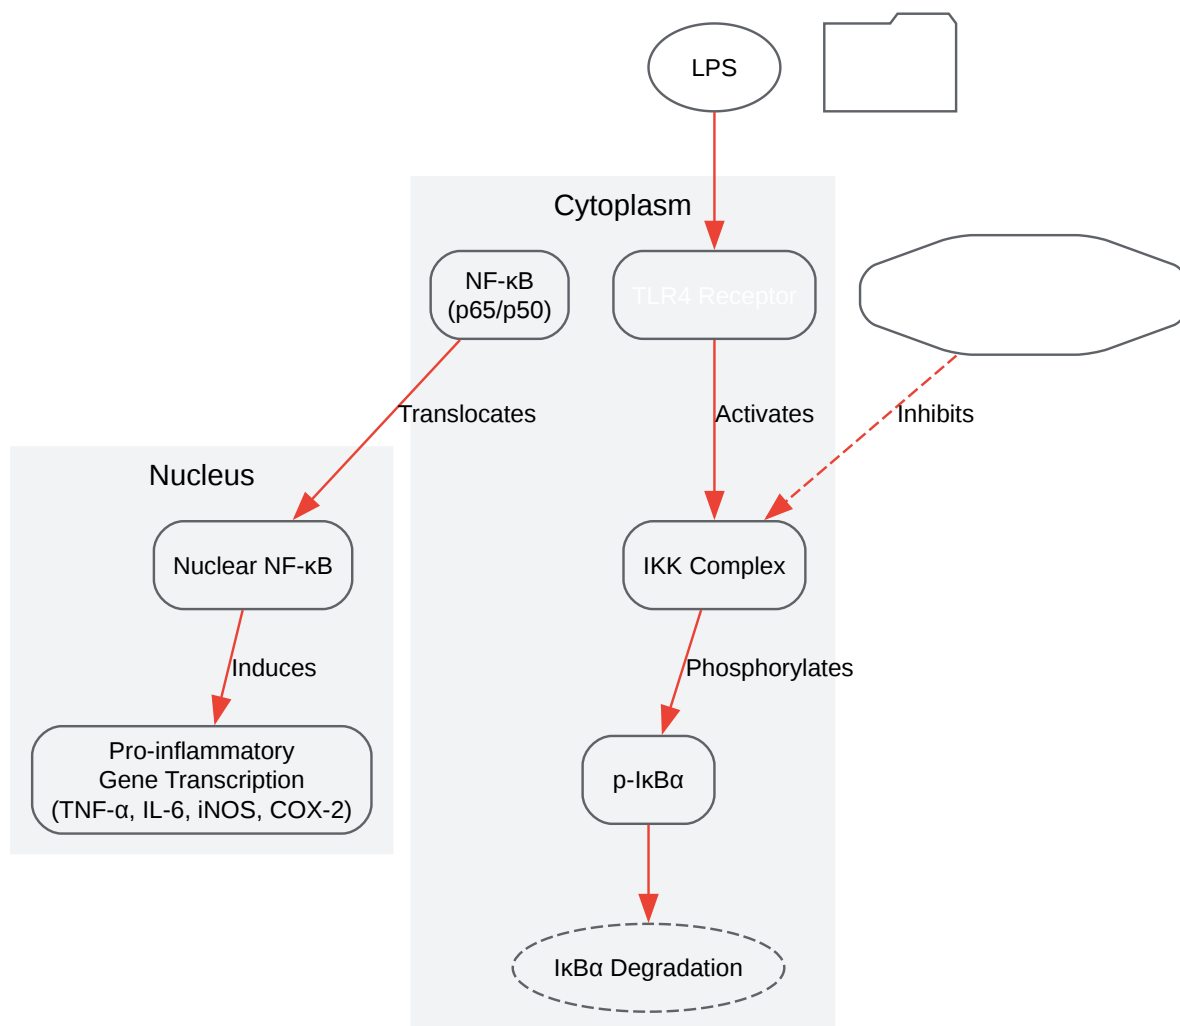 LPS
Cytoplasm
NF-κB
(p65/p50)
TLR4 Receptor
Translocates
Activates
Inhibits
Nucleus
Nuclear NF-κB
IKK Complex
Induces
Phosphorylates
Pro-inflammatory
Gene Transcription
(TNF-α, IL-6, iNOS, COX-2)
p-IκBα
IκBα Degradation